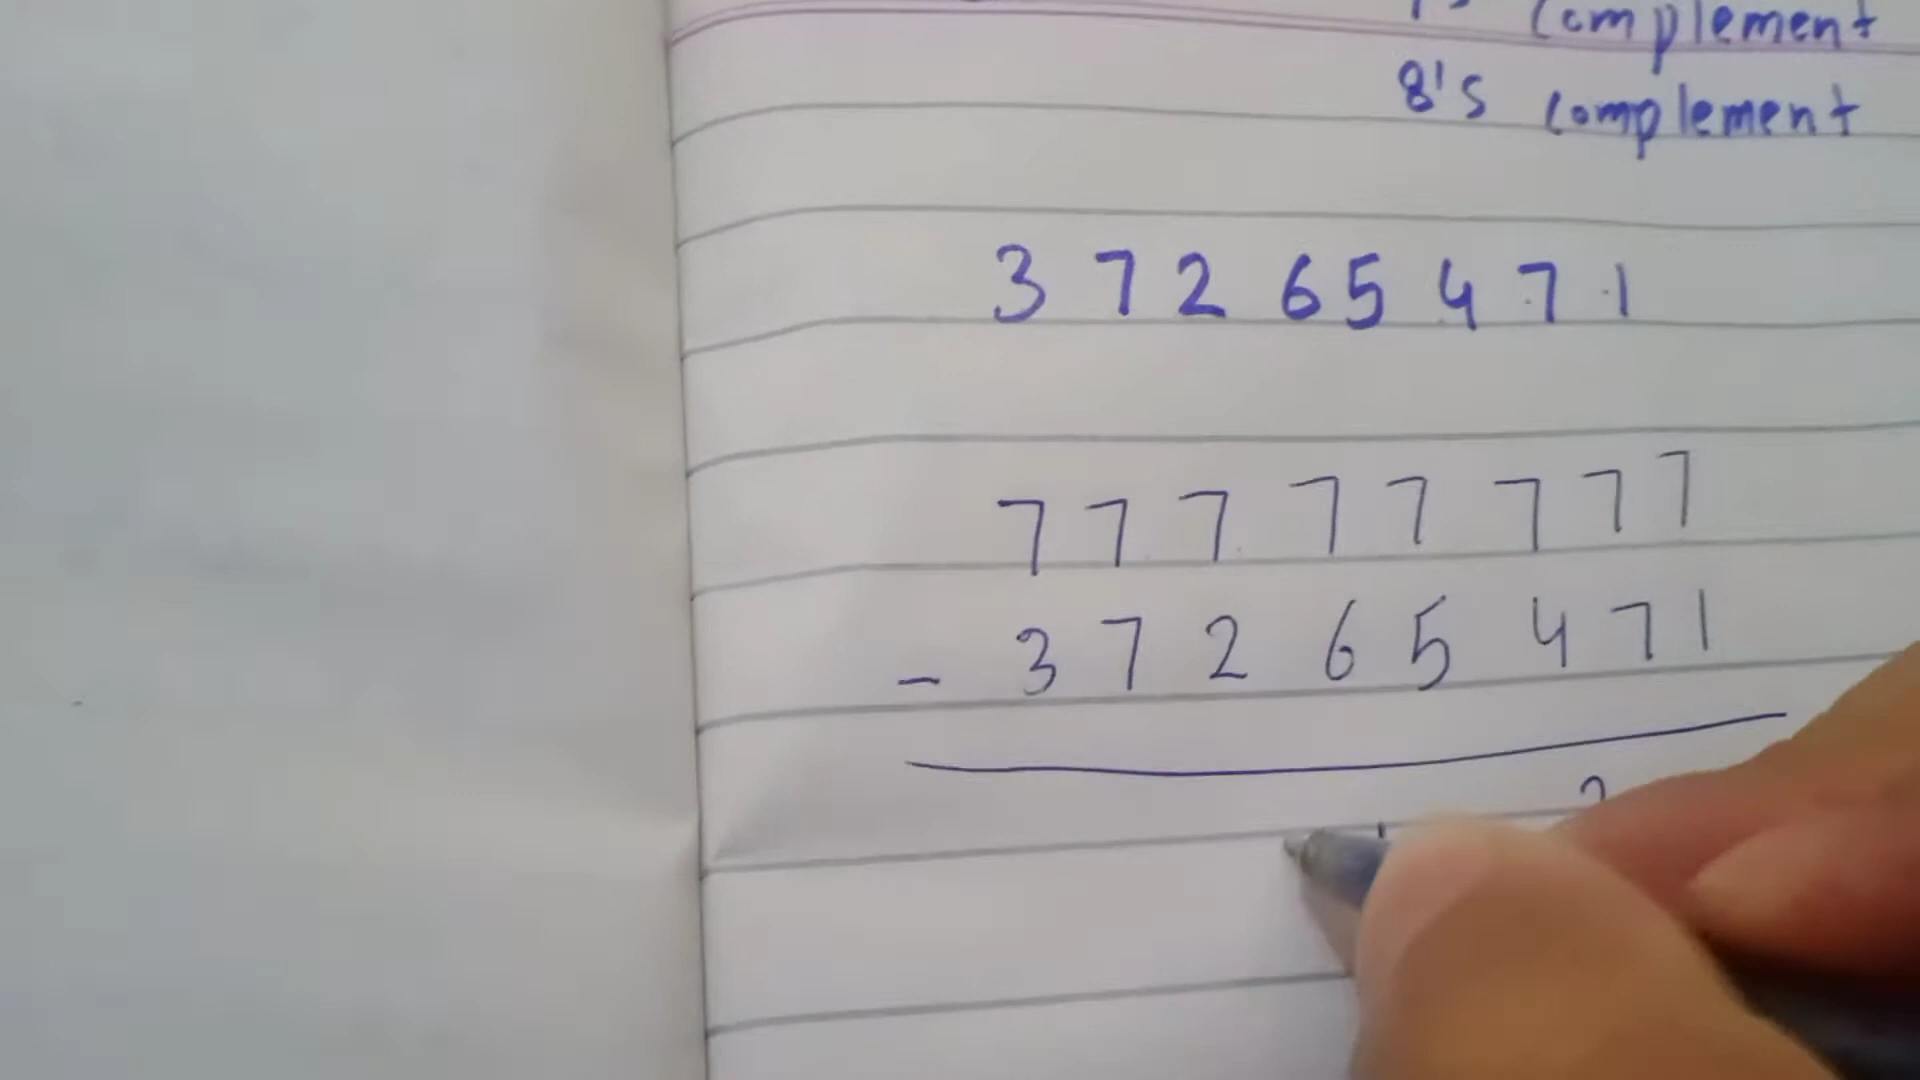 complement
8's complement
3 7 2 6 5 4 7 1
7 7 7 7 7 7 7 7
- 3 7 2 6 5 4 7 1